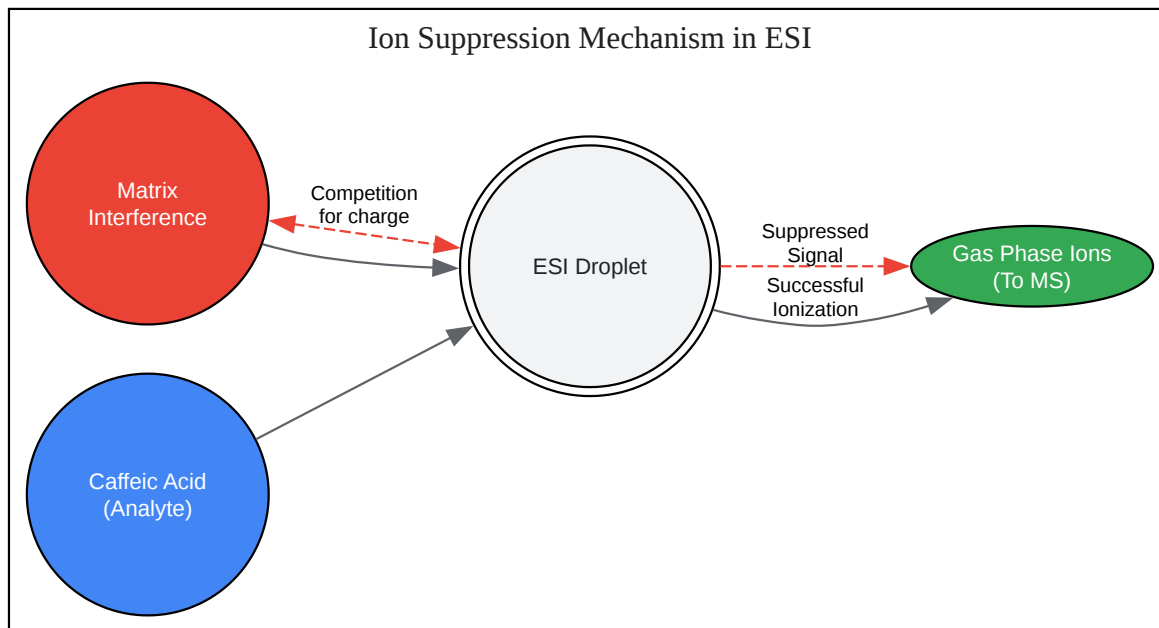 Ion Suppression Mechanism in ESI
Matrix
Interference
Competition
for charge
ESI Droplet
Suppressed
Signal
Successful
Ionization
Gas Phase Ions
(To MS)
Caffeic Acid
(Analyte)